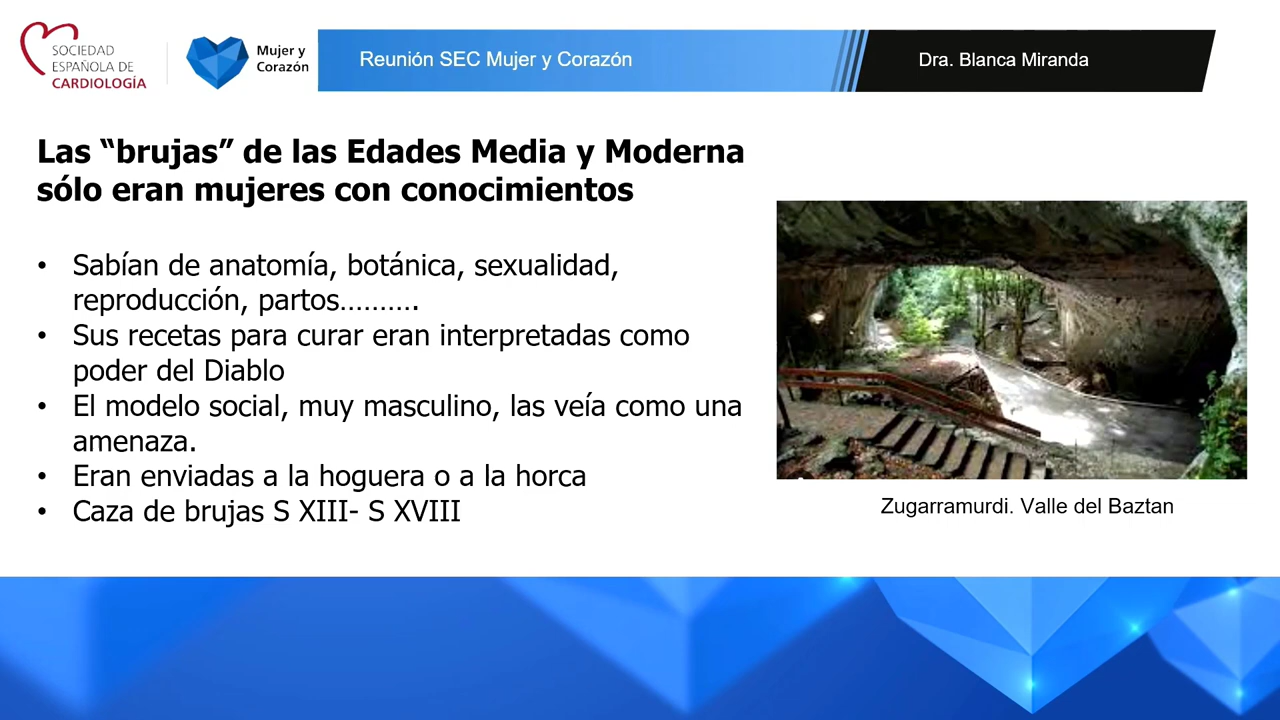 SOCIEDAD
ESPAÑOLA DE
CARDIOLOGÍA
Mujer y
Corazón
Reunión SEC Mujer y Corazón
Dra. Blanca Miranda
Las “brujas” de las Edades Media y Moderna
sólo eran mujeres con conocimientos
• Sabían de anatomía, botánica, sexualidad,
reproducción, partos……….
• Sus recetas para curar eran interpretadas como
poder del Diablo
• El modelo social, muy masculino, las veía como una
amenaza.
• Eran enviadas a la hoguera o a la horca
• Caza de brujas S XIII- S XVIII
Zugarramurdi. Valle del Baztan